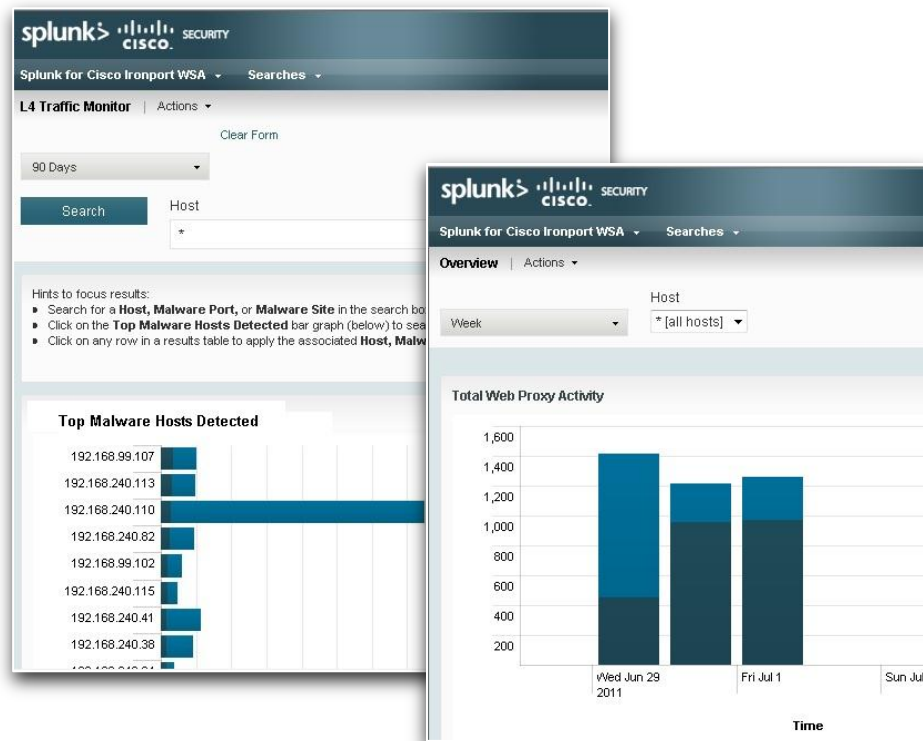 splunk> CISCO. SECURITY
Splunk for Cisco Ironport WSA Searches
L4 Traffic Monitor | Actions
Clear Form
90 Days
Search
Host
*
Hints to focus results:
Search for a Host, Malware Port, or Malware Site in the search bo
Click on the Top Malware Hosts Detected bar graph (below) to sea
Click on any row in a results table to apply the associated Host, Malw
Top Malware Hosts Detected
192.168.99.107
192.168.240.113
192.168.240.110
192.168.240.82
192.168.99.102
192.168.240.115
192.168.240.41
192.168.240.38
splunk> CISCO. SECURITY
Splunk for Cisco Ironport WSA Searches
Overview | Actions
Host
Week
* [all hosts]
Total Web Proxy Activity
1,600
1,400
1,200
1,000
800
600
400
200
Wed Jun 29 Fri Jul 1 Sun Jul
2011
Time